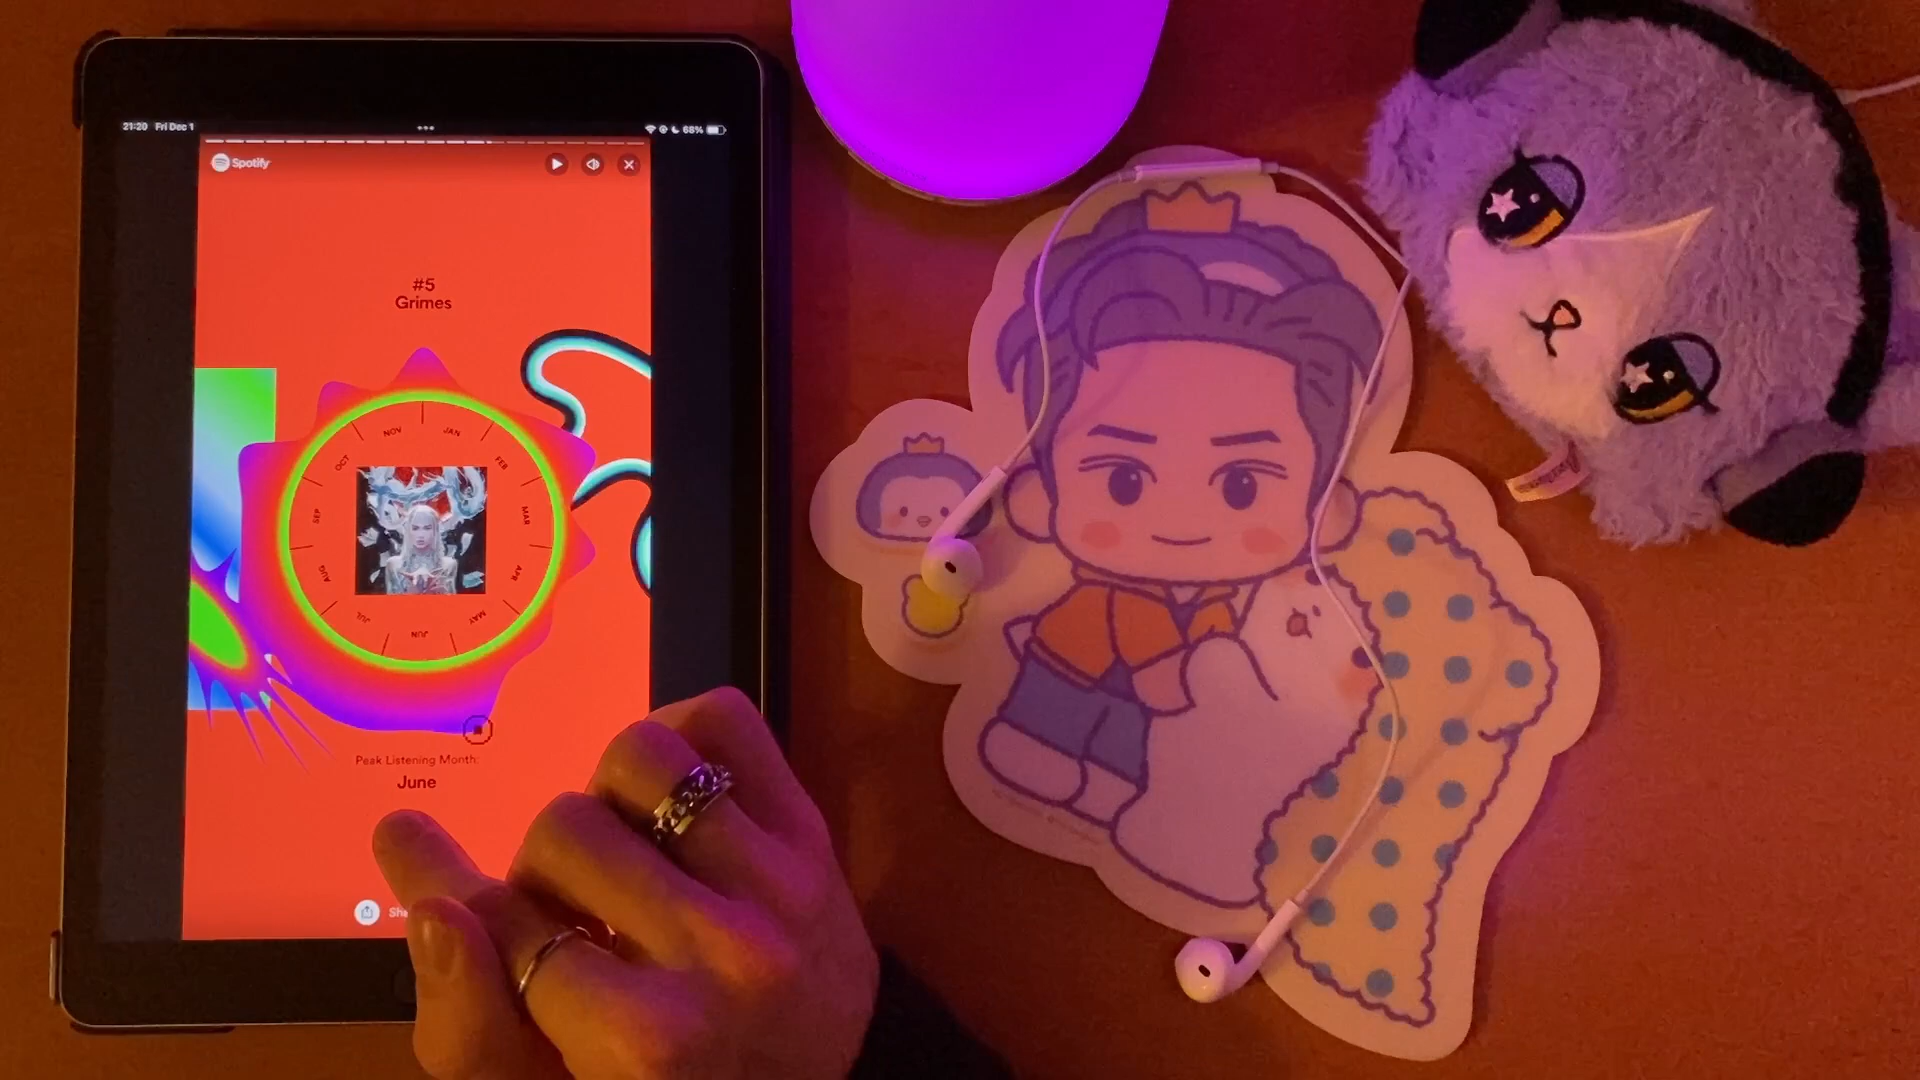 21:20 Fri Dec 1
68%
Spotify
#5
Grimes
NOV
JAN
OCT
FEB
SEP
MAR
AUG
APR
JUL
MAY
JUN
Peak Listening Month:
June